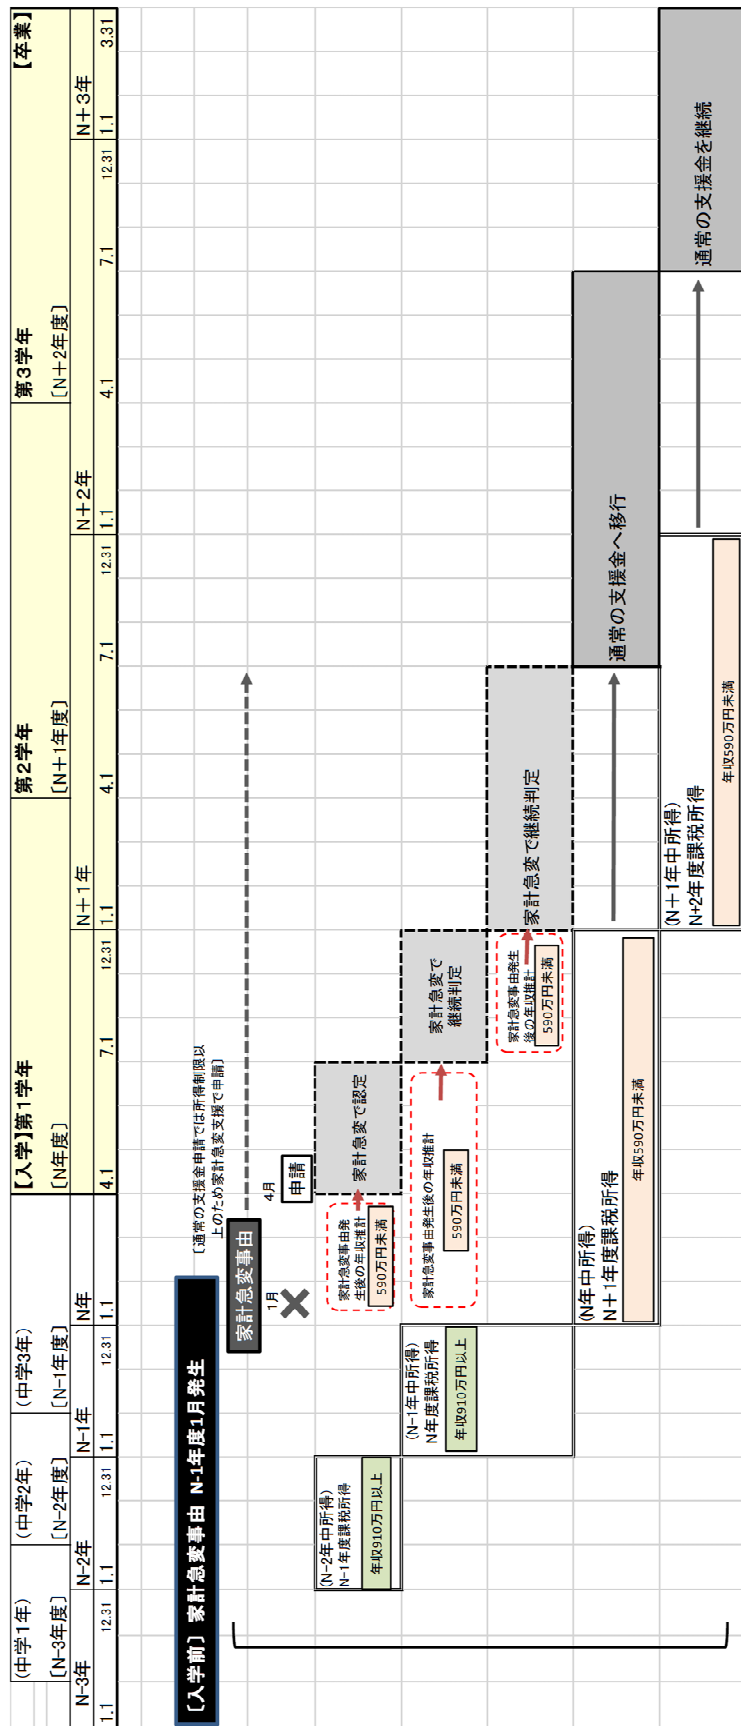 (中学1年)
(中学2年)
(中学3年)
【入学】第1学年
第2学年
第3学年
【卒業】
[N-3年度]
[N-2年度]
[N-1年度]
[N年度]
[N+1年度]
[N+2年度]
N-3年
N-2年
N-1年
N年
N+1年
N+2年
N+3年
1.1
12.31
1.1
12.31
1.1
12.31
1.1
4.1
7.1
12.31
1.1
4.1
7.1
12.31
1.1
4.1
7.1
12.31
1.1
3.31
[入学前] 家計急変事由 N-1年度1月発生
[通常の支援金申請では所得制限以
上のため家計急変支援で申請]
家計急変事由
1月
4月
申請
(N-2年中所得)
N-1年度課税所得
年収910万円以上
家計急変事由発
生後の年収推計
590万円未満
家計急変で認定
(N-1年中所得)
N年度課税所得
年収910万円以上
家計急変事由発生後の年収推計
590万円未満
家計急変で
継続判定
家計急変事由発生
後の年収推計
590万円未満
家計急変で継続判定
(N年中所得)
N+1年度課税所得
年収590万円未満
通常の支援金へ移行
(N+1年中所得)
N+2年度課税所得
年収590万円未満
通常の支援金を継続